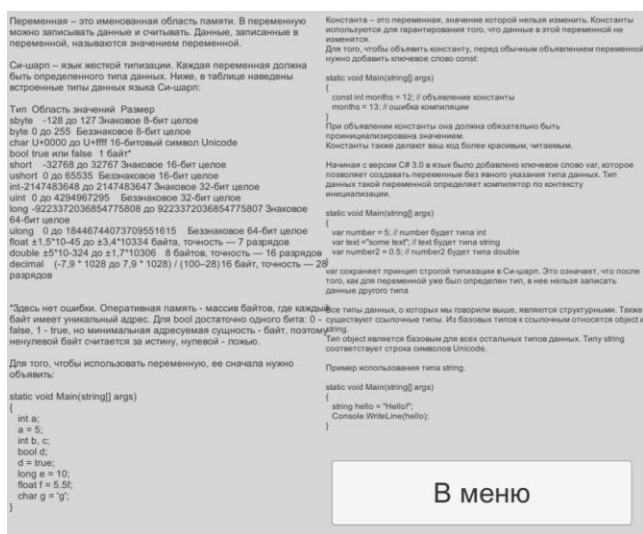 Переменная – это именованная область памяти. В переменную
можно записывать данные и считывать. Данные, записанные в
переменной, называются значением переменной.
Си-шарп – язык жесткой типизации. Каждая переменная должна
быть определенного типа данных. Ниже, в таблице наведены
встроенные типы данных языка Си-шарп:
Тип  Область значений  Размер
sbyte   -128 до 127 Знаковое 8-бит целое
byte  0 до 255  Беззнаковое 8-бит целое
char U+0000 до U+ffff 16-битовый символ Unicode
bool true или false  1 байт*
short    -32768 до 32767 Знаковое 16-бит целое
ushort  0 до 65535  Беззнаковое 16-бит целое
int-2147483648 до 2147483647 Знаковое 32-бит целое
uint  0 до 4294967295    Беззнаковое 32-бит целое
long -9223372036854775808 до 9223372036854775807 Знаковое
64-бит целое
ulong   0 до 18446744073709551615   Беззнаковое 64-бит целое
float ±1,5*10-45 до ±3,4*10334 байта, точность — 7 разрядов
double ±5*10-324 до ±1,7*10306   8 байтов, точность — 16 разрядов
decimal    (-7,9 * 1028 до 7,9 * 1028) / (100–28)16 байт, точность — 28
разрядов
*Здесь нет ошибки. Оперативная память - массив байтов, где каждый
байт имеет уникальный адрес. Для bool достаточно одного бита: 0 -
false, 1 - true, но минимальная адресуемая сущность - байт, поэтому
ненулевой байт считается за истину, нулевой - ложью.
Для того, чтобы использовать переменную, ее сначала нужно
объявить:
static void Main(string[] args)
{
int a;
a = 5;
int b, c;
bool d;
d = true;
long e = 10;
float f = 5.5f;
char g = 'g';
}
Константа – это переменная, значение которой нельзя изменить. Константы
используются для гарантирования того, что данные в этой переменной не
изменятся.
Для того, чтобы объявить константу, перед обычным объявлением переменной
нужно добавить ключевое слово const:
static void Main(string[] args)
{
const int months = 12; // объявление константы
months = 13; // ошибка компиляции
}
При объявлении константы она должна обязательно быть
проинициализирована значением.
Константы также делают ваш код более красивым, читаемым.
Начиная с версии C# 3.0 в язык было добавлено ключевое слово var, которое
позволяет создавать переменные без явного указания типа данных. Тип
данных такой переменной определяет компилятор по контексту
инициализации.
static void Main(string[] args)
{
var number = 5; // number будет типа int
var text ="some text"; // text будет типа string
var number2 = 0.5; // number2 будет типа double
}
var сохраняет принцип строгой типизации в Си-шарп. Это означает, что после
того, как для переменной уже был определен тип, в нее нельзя записать
данные другого типа
Все типы данных, о которых мы говорили выше, являются структурными. Также
существуют ссылочные типы. Из базовых типов к ссылочным относятся object и
string.
Тип object является базовым для всех остальных типов данных. Типу string
соответствует строка символов Unicode.
Пример использования типа string.
static void Main(string[] args)
{
string hello = "Hello!";
Console.WriteLine(hello);
}
В меню